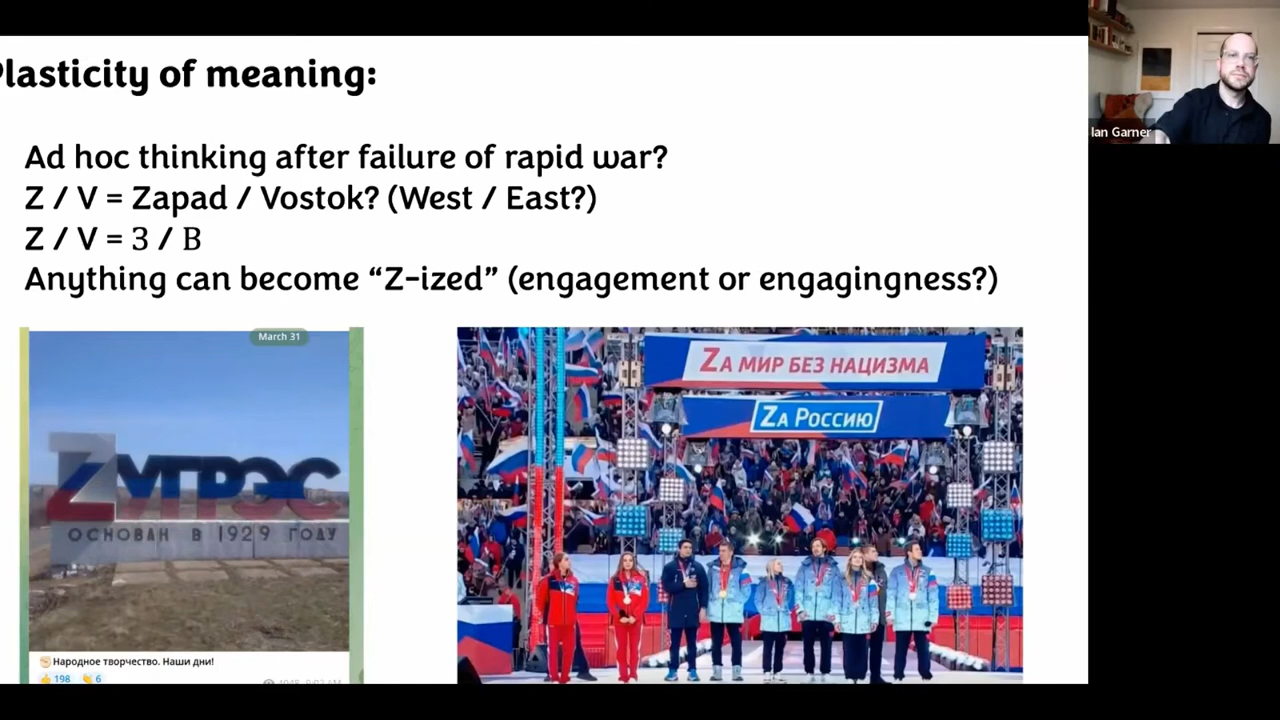 lasticity of meaning:
Ad hoc thinking after failure of rapid war?
Z / V = Zapad / Vostok? (West / East?)
Z / V = З / В
Anything can become “Z-ized” (engagement or engagingness?)
March 31
ZУГРЭС
ОСНОВАН В 1929 ГОДУ
Народное творчество. Наши дни!
198 6
ZА МИР БЕЗ НАЦИЗМА
ZА РОССИЮ
Ian Garner